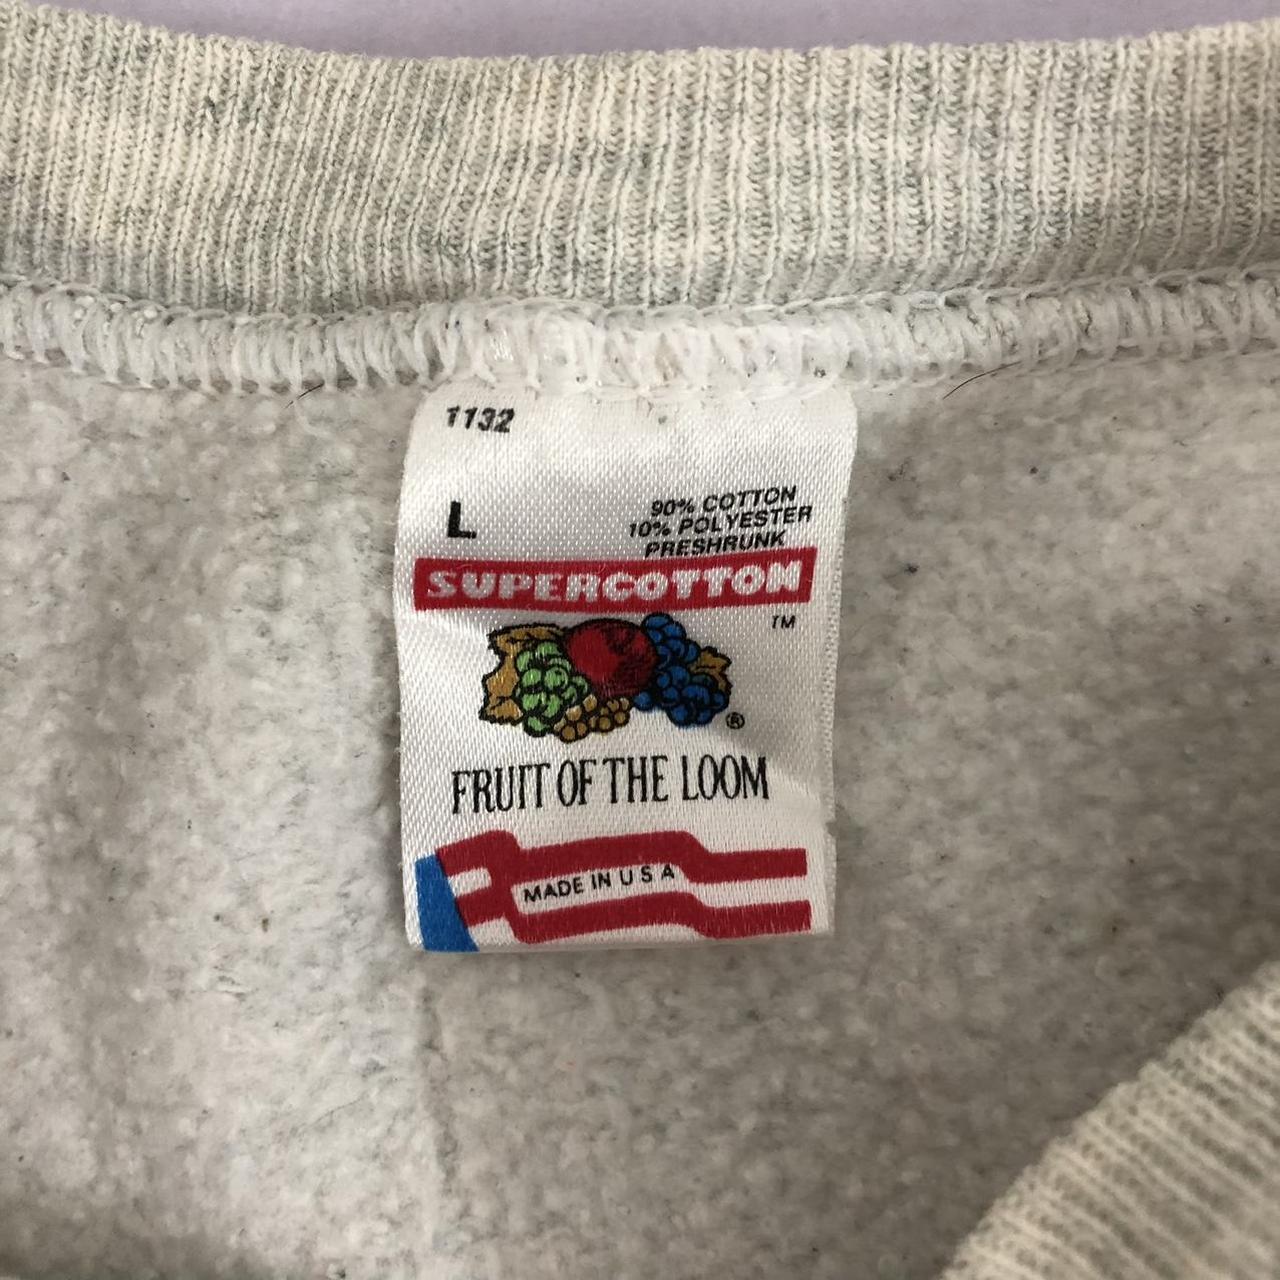 1132
L
90% COTTON
10% POLYESTER
PRESHRUNK
SUPERCOTTON
TM
®
FRUIT OF THE LOOM
MADE IN U S A